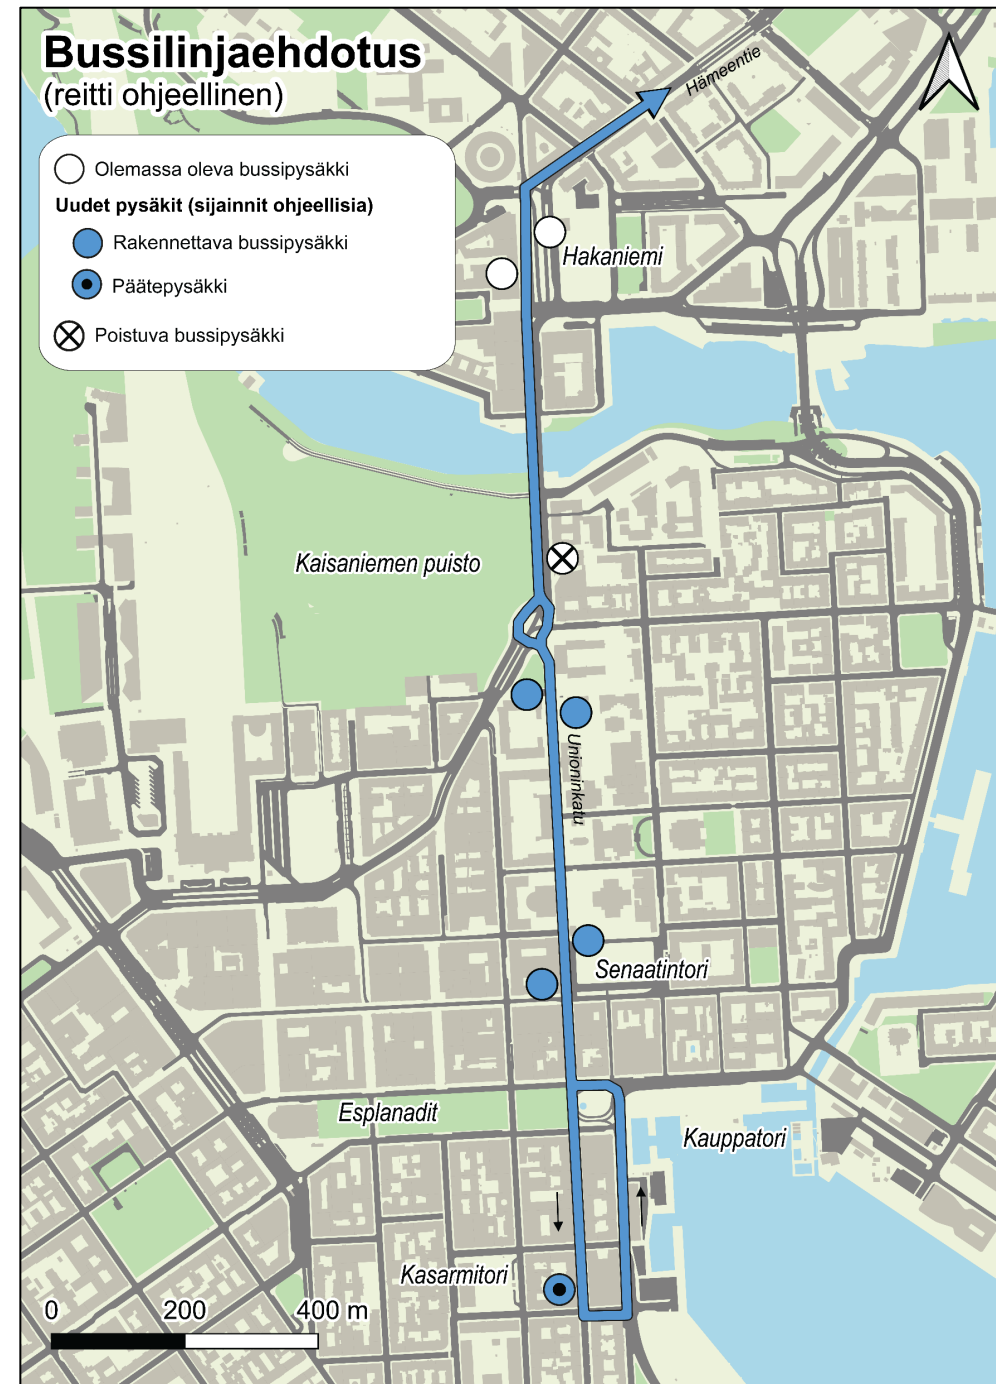 Bussilinjaehdotus
(reitti ohjeellinen)
Olemassa oleva bussipysäkki
Uudet pysäkit (sijainnit ohjeellisia)
Rakennettava bussipysäkki
Päätepysäkki
Poistuva bussipysäkki
Hämeentie
Hakaniemi
Kaisaniemen puisto
Unioninkatu
Senaatintori
Esplanadit
Kauppatori
Kasarmitori
0 200 400 m